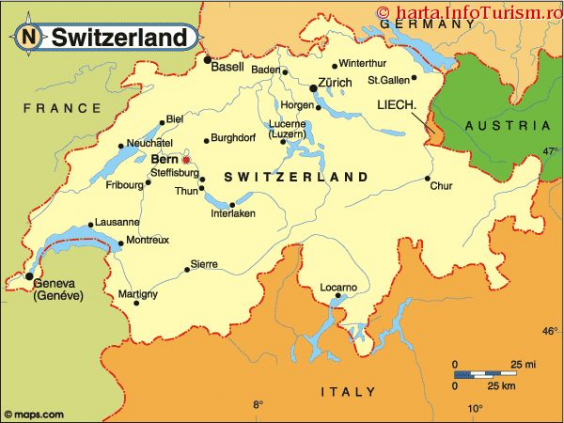 © harta.InfoTurism.ro
N Switzerland
GERMANY
Basell
Winterthur
Baden
Zürich
St.Gallen
FRANCE
Horgen
LIECH.
Biel
Lucerne
(Luzern)
AUSTRIA
Burghdorf
Neuchâtel
47°
Bern
Steffisburg
SWITZERLAND
Fribourg
Thun
Chur
Interlaken
Lausanne
Montreux
Sierre
Geneva
(Genéve)
Martigny
Locarno
46°
0
25 mi
0
25 km
ITALY
8°
10°
© maps.com